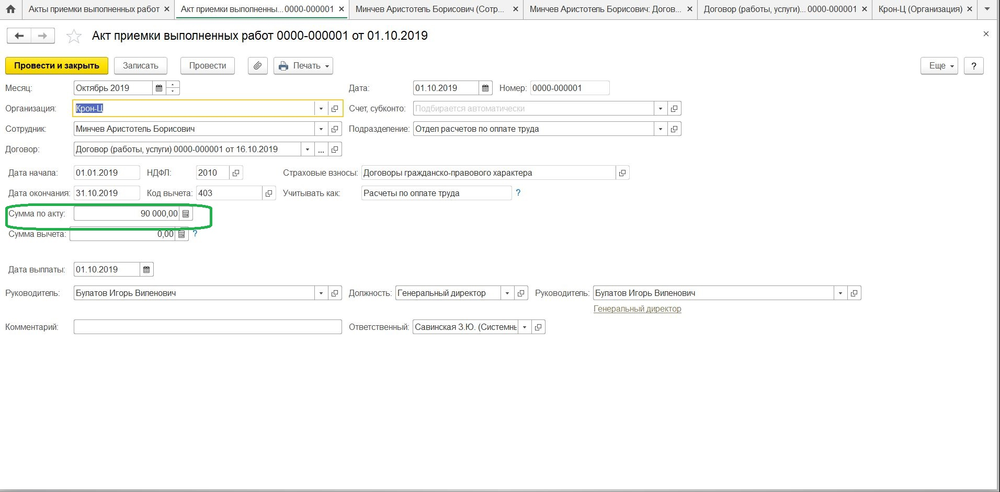 Акты приемки выполненных работ × Акт приемки выполненны...0000-000001 × Минчев Аристотель Борисович (Сотр... × Минчев Аристотель Борисович: Догов... × Договор (работы, услуги)... 0000-000001 × Крон-Ц (Организация) ×
Акт приемки выполненных работ 0000-000001 от 01.10.2019 ×
Провести и закрыть Записать Провести Печать Еще ?
Месяц: Октябрь 2019 Дата: 01.10.2019 Номер: 0000-000001
Организация: Крон-Ц Счет, субконто: Подбирается автоматически
Сотрудник: Минчев Аристотель Борисович Подразделение: Отдел расчетов по оплате труда
Договор: Договор (работы, услуги) 0000-000001 от 16.10.2019 ...
Дата начала: 01.01.2019 НДФЛ: 2010 Страховые взносы: Договоры гражданско-правового характера
Дата окончания: 31.10.2019 Код вычета: 403 Учитывать как: Расчеты по оплате труда ?
Сумма по акту: 90 000,00
Сумма вычета: 0,00 ?
Дата выплаты: 01.10.2019
Руководитель: Булатов Игорь Виленович Должность: Генеральный директор Руководитель: Булатов Игорь Виленович
Генеральный директор
Комментарий: Ответственный: Савинская З.Ю. (Системнь